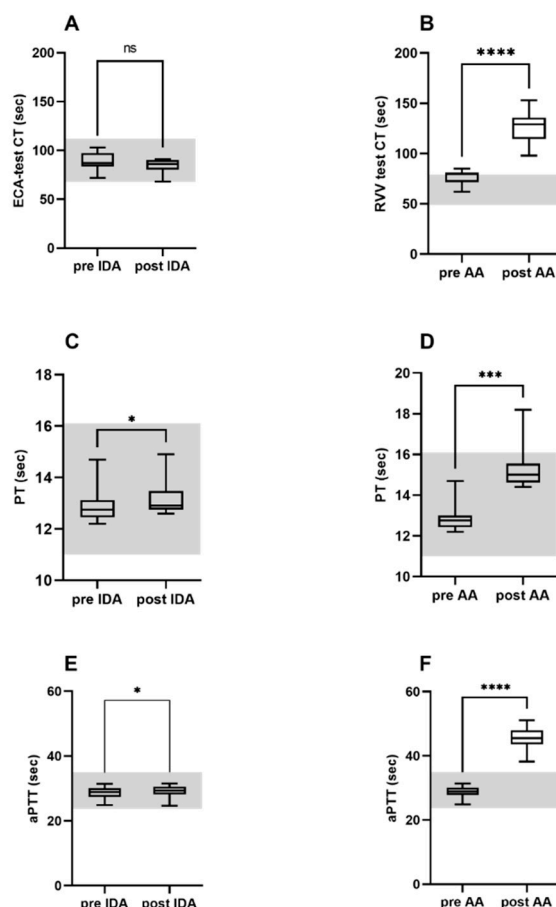 A
ns
200
150
100
50
0
ECA-test CT (sec)
pre IDA
post IDA
B
****
200
150
100
50
0
RVV test CT (sec)
pre AA
post AA
C
*
18
16
14
12
10
PT (sec)
pre IDA
post IDA
D
***
20
18
16
14
12
10
PT (sec)
pre AA
post AA
E
*
60
40
20
0
aPTT (sec)
pre IDA
post IDA
F
****
60
40
20
0
aPTT (sec)
pre AA
post AA